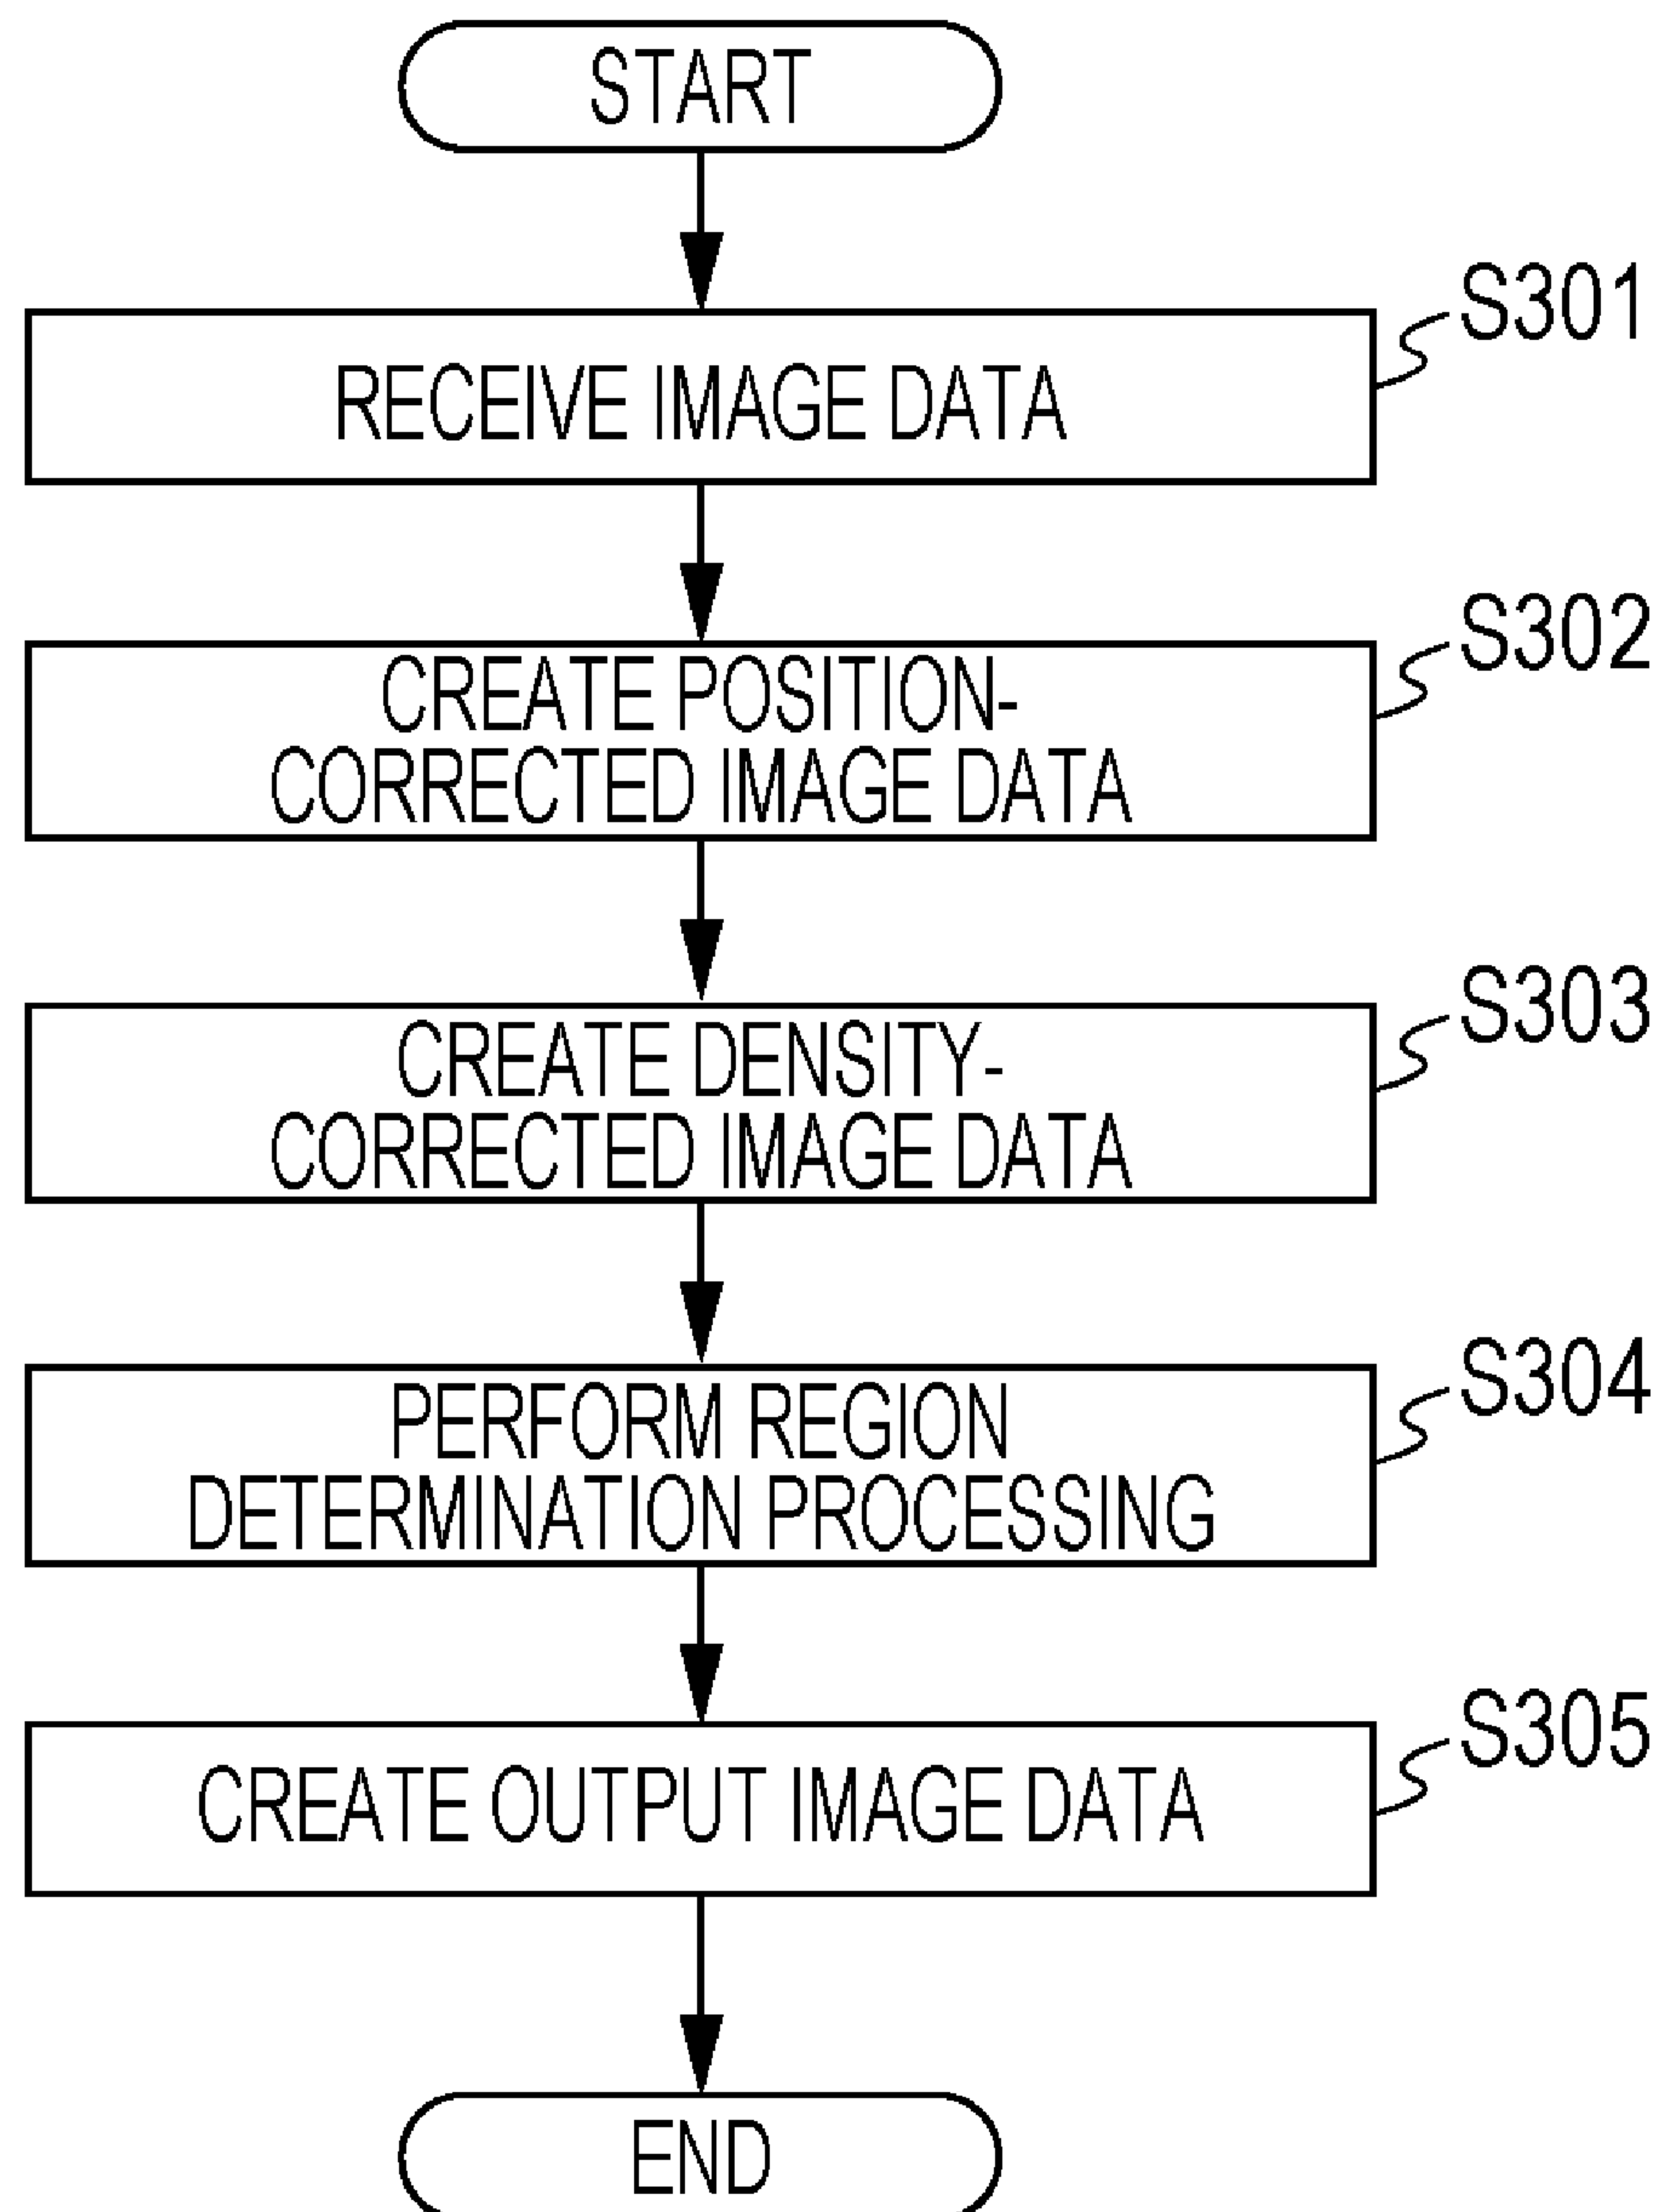 START
S301
RECEIVE IMAGE DATA
S302
CREATE POSITION-
CORRECTED IMAGE DATA
S303
CREATE DENSITY-
CORRECTED IMAGE DATA
S304
PERFORM REGION
DETERMINATION PROCESSING
S305
CREATE OUTPUT IMAGE DATA
END